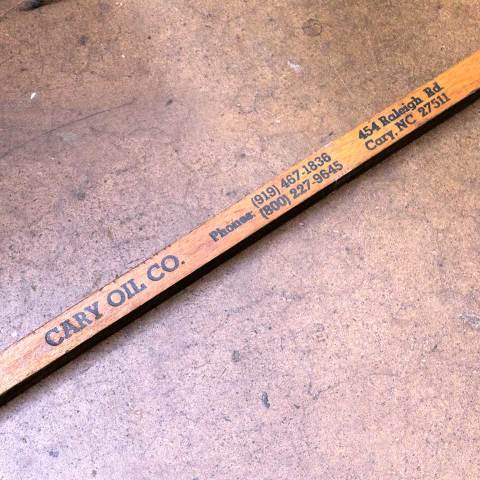 CARY OIL CO.
Phones: (919) 467-1836
(800) 227-9645
454 Raleigh Rd
Cary, NC 27511